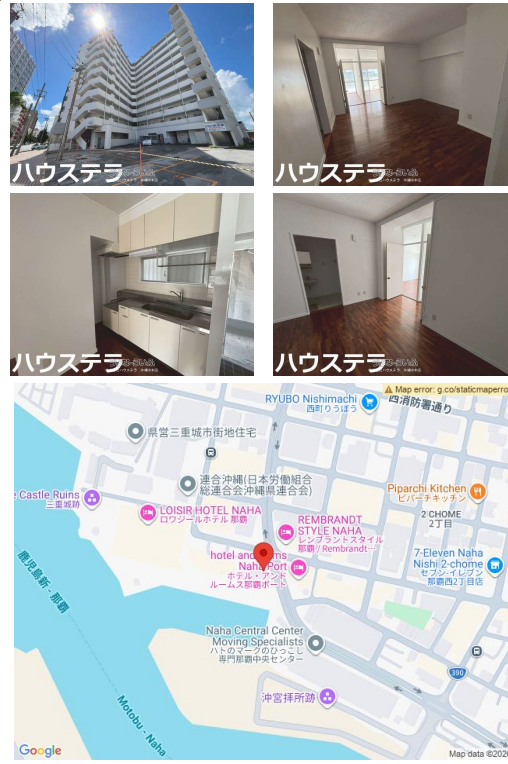 ハウステラ
ハウステラ
ハウステラ
ハウステラ
Map error: g.co/staticmaperro
RYUBO Nishimachi
西町りうぼう
西消防署通り
県営三重城市街地住宅
連合沖縄(日本労働組合
総連合会沖縄県連合会)
Piparchi Kitchen
ピパーチキッチン
e Castle Ruins
三重城跡
LOISIR HOTEL NAHA
ロワジールホテル 那覇
2 CHOME
2丁目
REMBRANDT
STYLE NAHA
レンブラントスタイル
那覇 / Rembrandt…
hotel and
ms
Naha Port
ホテル・アンド
ルームス那覇ポート
7-Eleven Naha
Nishi 2-chome
セブン-イレブン
那覇西2丁目店
鹿児島新 - 那覇
Naha Central Center
Moving Specialists
ハトのマークのひっこし
専門那覇中央センター
390
沖宮拝所跡
Motobu - Naha
Google
Map data ©2026